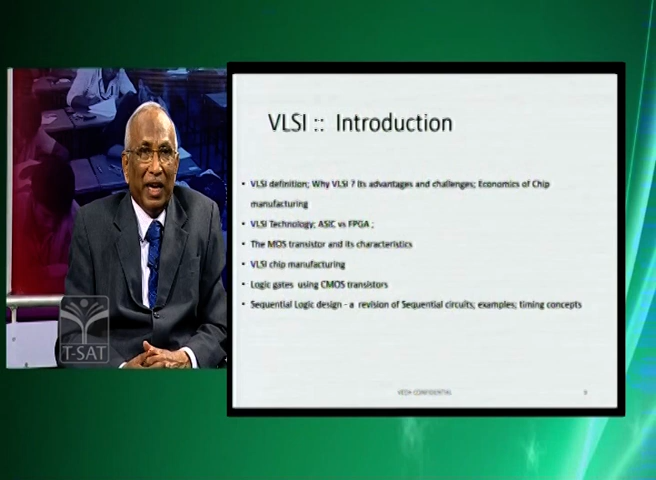 VLSI :: Introduction
• VLSI definition; Why VLSI ? Its advantages and challenges; Economics of Chip
manufacturing
• VLSI Technology; ASIC vs FPGA ;
• The MOS transistor and its characteristics
• VLSI chip manufacturing
• Logic gates using CMOS transistors
• Sequential Logic design - a revision of Sequential circuits; examples; timing concepts
T-SAT
CONFIDENTIAL